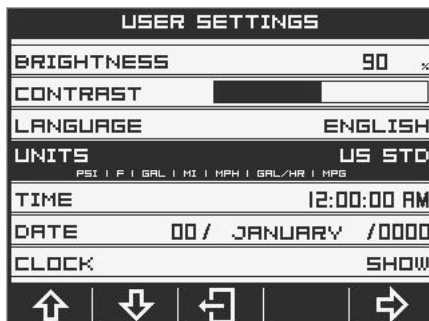 USER SETTINGS
BRIGHTNESS 90 %
CONTRAST
LANGUAGE ENGLISH
UNITS US STD
PSI | F | GAL | MI | MPH | GAL/HR | MPG
TIME 12:00:00 AM
DATE 00/ JANUARY /0000
CLOCK SHOW